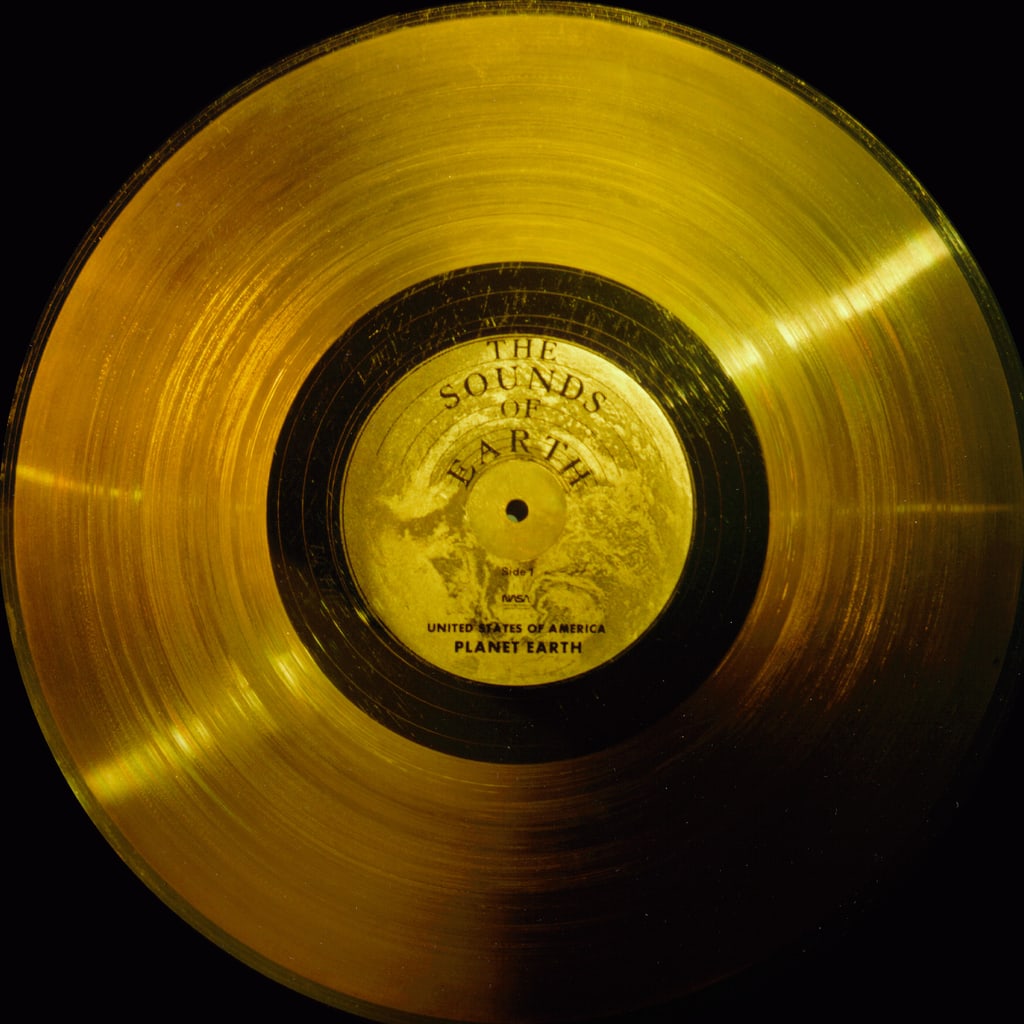 THE
SOUNDS
OF
EARTH
Side 1
NASA
UNITED STATES OF AMERICA
PLANET EARTH